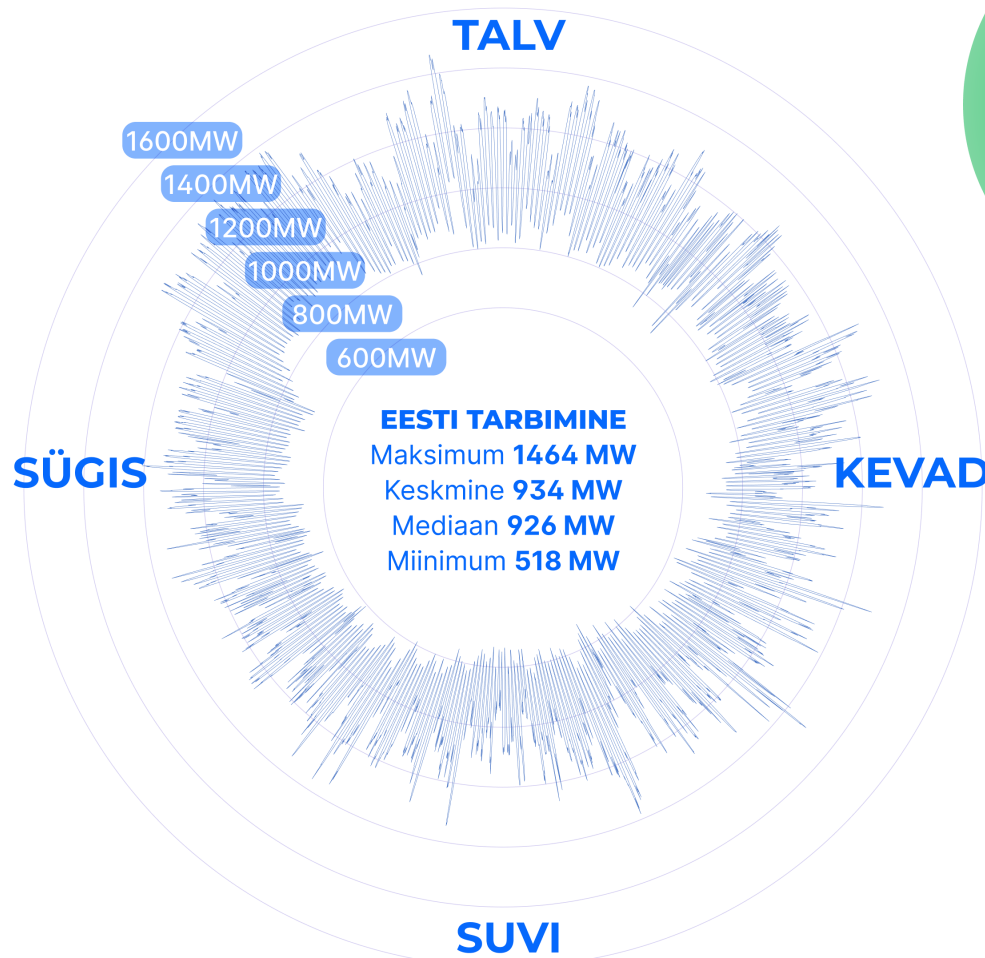 TALV
1600MW
1400MW
1200MW
1000MW
800MW
600MW
EESTI TARBIMINE
Maksimum 1464 MW
SÜGIS
KEVAD
Keskmine 934 MW
Mediaan 926 MW
Miinimum 518 MW
SUVI